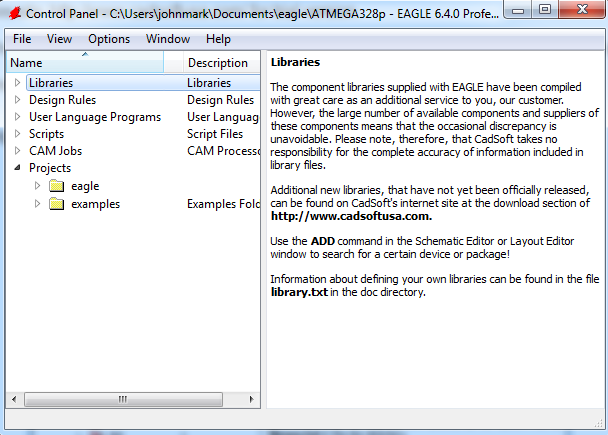 Control Panel - C:\Users\johnmark\Documents\eagle\ATMEGA328p - EAGLE 6.4.0 Profe...
File View Options Window Help
Name Description
Libraries Libraries
Design Rules Design Rules
User Language Programs User Language
Scripts Script Files
CAM Jobs CAM Processo
Projects
eagle
examples Examples Fold
Libraries
The component libraries supplied with EAGLE have been compiled
with great care as an additional service to you, our customer.
However, the large number of available components and suppliers of
these components means that the occasional discrepancy is
unavoidable. Please note, therefore, that CadSoft takes no
responsibility for the complete accuracy of information included in
library files.
Additional new libraries, that have not yet been officially released,
can be found on CadSoft's internet site at the download section of
http://www.cadsoftusa.com.
Use the ADD command in the Schematic Editor or Layout Editor
window to search for a certain device or package!
Information about defining your own libraries can be found in the file
library.txt in the doc directory.